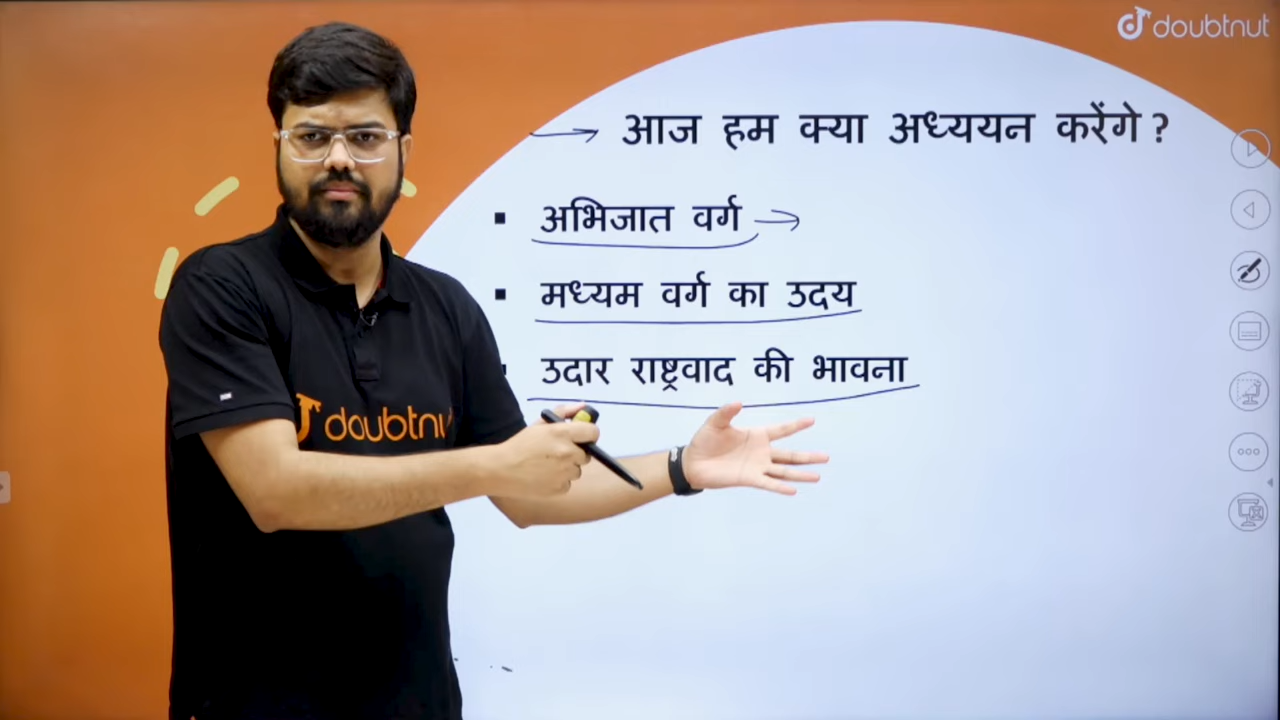 doubtnut
→ आज हम क्या अध्ययन करेंगे ?
▪ अभिजात वर्ग →
▪ मध्यम वर्ग का उदय
▪ उदार राष्ट्रवाद की भावना
doubtnut